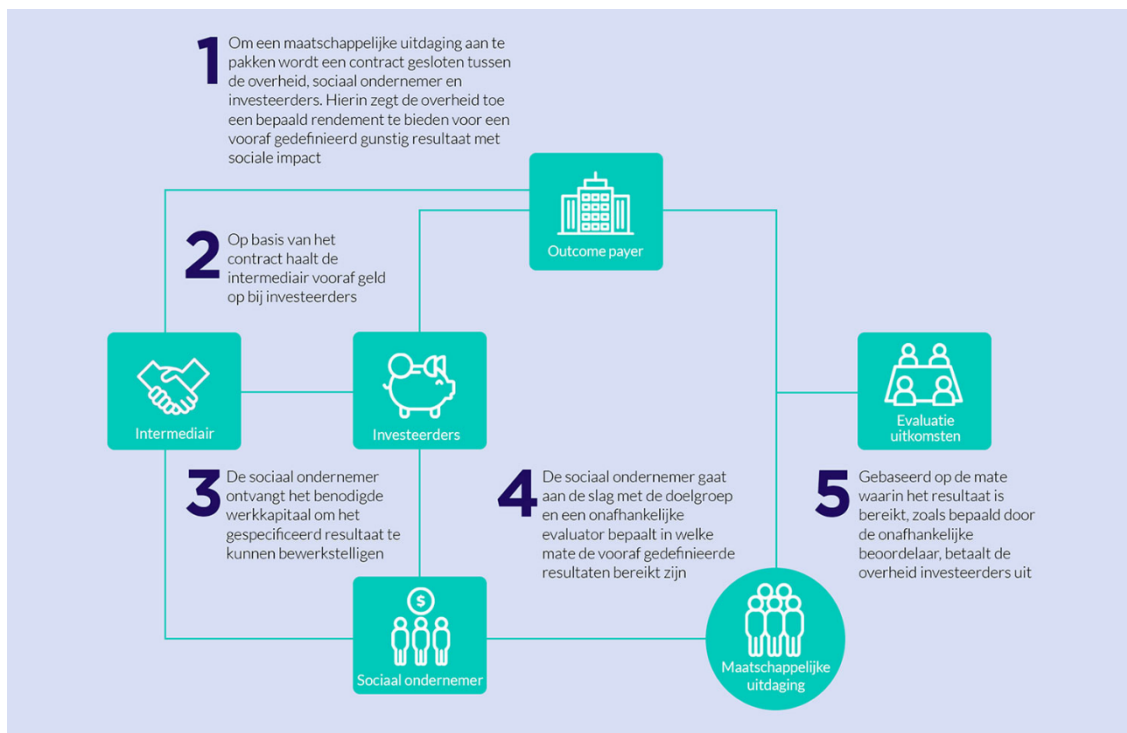 1
Om een maatschappelijke uitdaging aan te
pakken wordt een contract gesloten tussen
de overheid, sociaal ondernemer en
investeerders. Hierin zegt de overheid toe
een bepaald rendement te bieden voor een
vooraf gedefinieerd gunstig resultaat met
sociale impact
Outcome payer
2
Op basis van het
contract haalt de
intermediair vooraf geld
op bij investeerders
Intermediair
Investeerders
Evaluatie
uitkomsten
3
De sociaal ondernemer
ontvangt het benodigde
werkkapitaal om het
gespecificeerd resultaat te
kunnen bewerkstelligen
4
De sociaal ondernemer gaat
aan de slag met de doelgroep
en een onafhankelijke
evaluator bepaalt in welke
mate de vooraf gedefinieerde
resultaten bereikt zijn
5
Gebaseerd op de mate
waarin het resultaat is
bereikt, zoals bepaald door
de onafhankelijke
beoordelaar, betaalt de
overheid investeerders uit
$
Sociaal ondernemer
Maatschappelijke
uitdaging